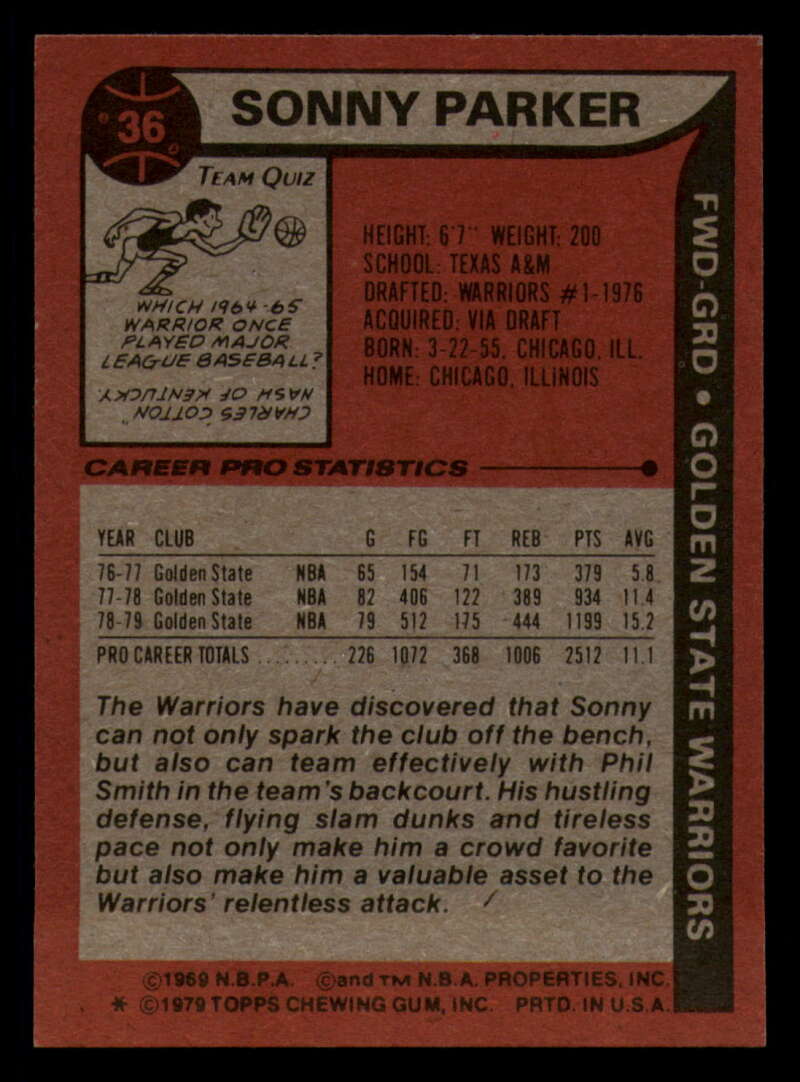 36
SONNY PARKER
TEAM QUIZ
WHICH 1964-65
WARRIOR ONCE
PLAYED MAJOR
LEAGUE BASEBALL?
CHARLES COTTON
NASH OF KENTUCKY
HEIGHT: 6'7" WEIGHT: 200
SCHOOL: TEXAS A&M
DRAFTED: WARRIORS #1-1976
ACQUIRED: VIA DRAFT
BORN: 3-22-55, CHICAGO, ILL.
HOME: CHICAGO, ILLINOIS
FWD-GRD • GOLDEN STATE WARRIORS
CAREER PRO STATISTICS
YEAR CLUB G FG FT REB PTS AVG
76-77 Golden State NBA 65 154 71 173 379 5.8
77-78 Golden State NBA 82 406 122 389 934 11.4
78-79 Golden State NBA 79 512 175 444 1199 15.2
PRO CAREER TOTALS .......... 226 1072 368 1006 2512 11.1
The Warriors have discovered that Sonny
can not only spark the club off the bench,
but also can team effectively with Phil
Smith in the team's backcourt. His hustling
defense, flying slam dunks and tireless
pace not only make him a crowd favorite
but also make him a valuable asset to the
Warriors' relentless attack.
©1969 N.B.P.A. ©and TM N.B.A. PROPERTIES, INC.
* ©1979 TOPPS CHEWING GUM, INC. PRTD. IN U.S.A.